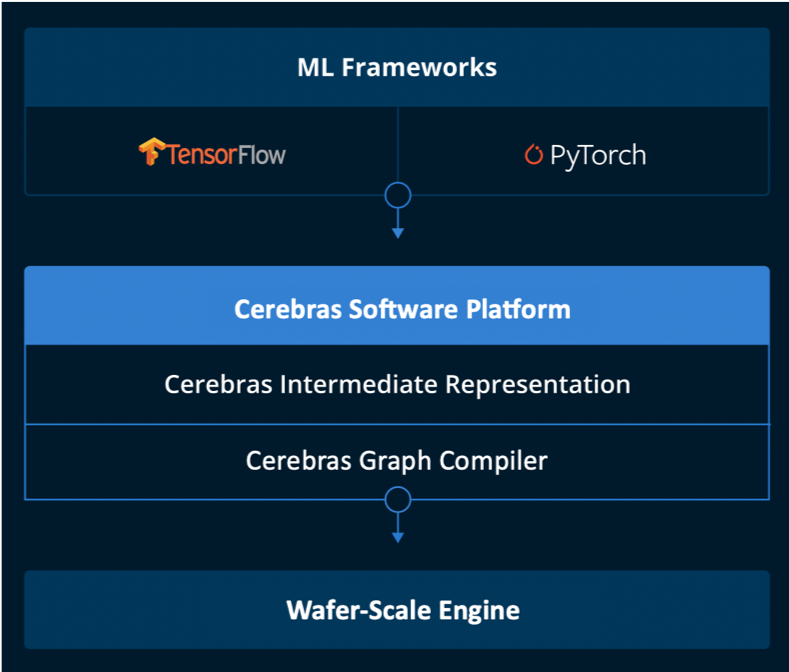 ML Frameworks
TensorFlow
PyTorch
Cerebras Software Platform
Cerebras Intermediate Representation
Cerebras Graph Compiler
Wafer-Scale Engine